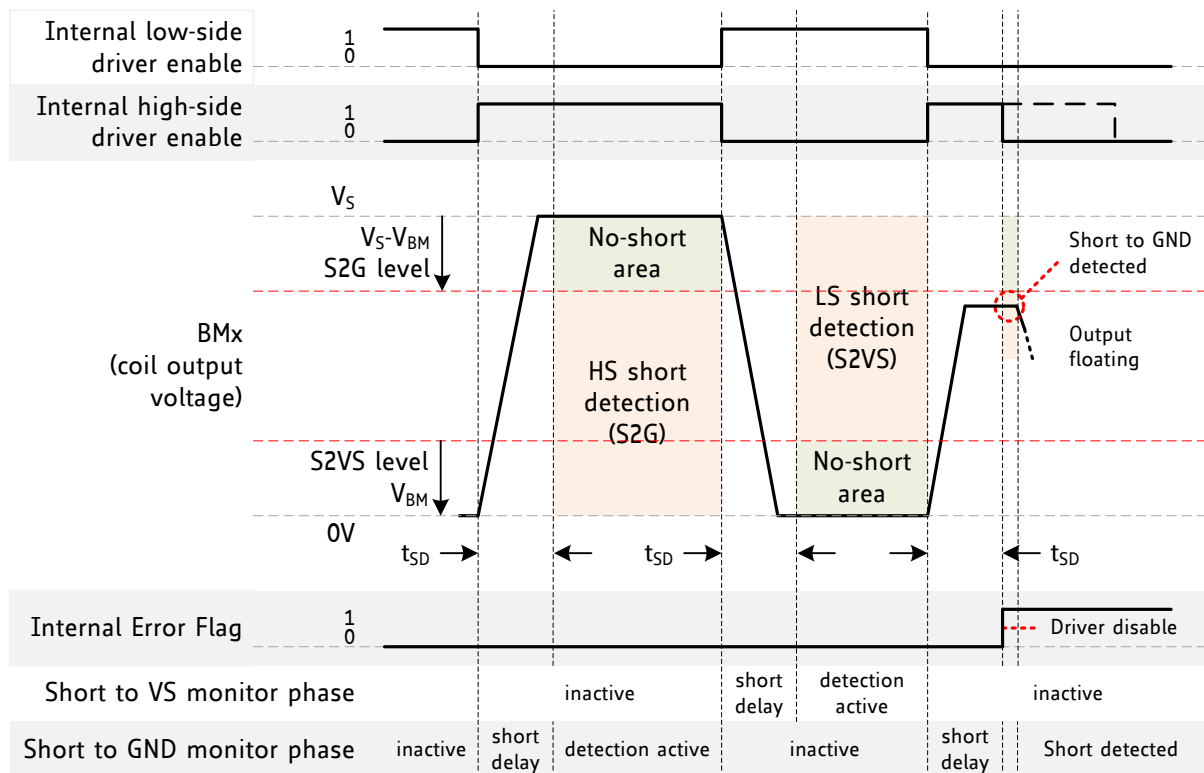 Internal low-side
driver enable
1
0
Internal high-side
driver enable
1
0
VS
VS-VBM
S2G level
No-short
area
HS short
detection
(S2G)
LS short
detection
(S2VS)
No-short
area
Short to GND
detected
Output
floating
BMx
(coil output
voltage)
S2VS level
VBM
0V
tSD
tSD
tSD
Internal Error Flag
1
0
Driver disable
Short to VS monitor phase
inactive
short
delay
detection
active
inactive
Short to GND monitor phase
inactive
short
delay
detection active
inactive
short
delay
Short detected